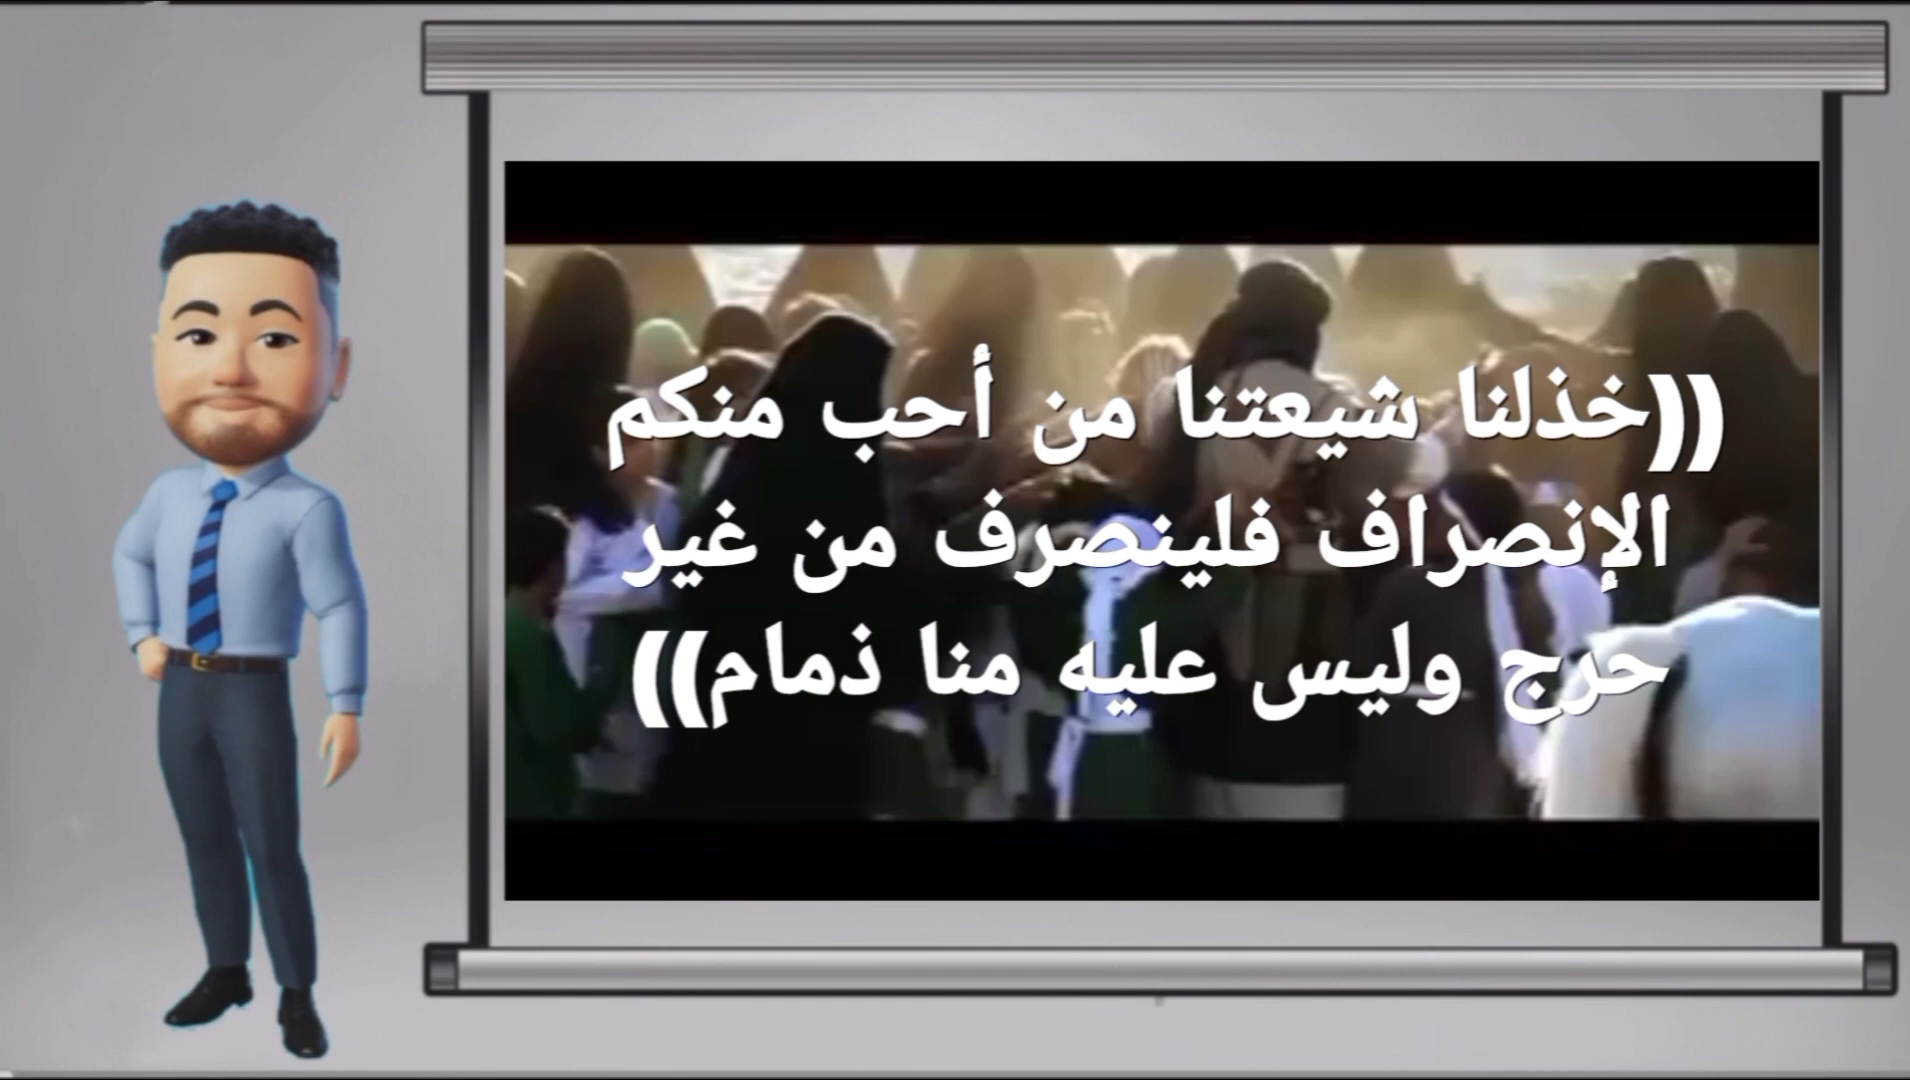 ((خذلنا شيعتنا من أحب منكم
الإنصراف فلينصرف من غير
حرج وليس عليه منا ذمام))